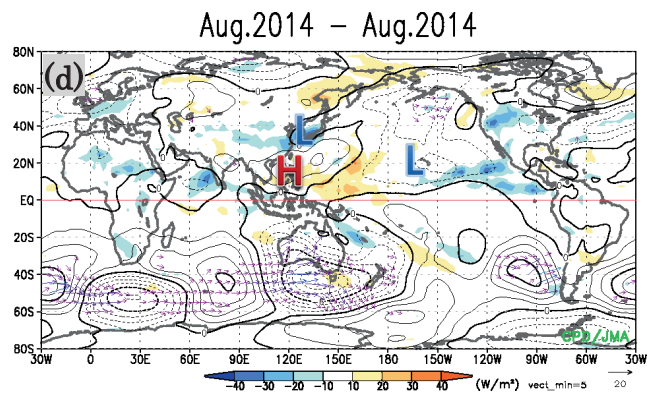 Aug.2014 – Aug.2014
(d)
80N
60N
40N
20N
EQ
20S
40S
60S
80S
L
H
L
CPD/JMA
30W 0 30E 60E 90E 120E 150E 180 150W 120W 90W 60W 30W
-40 -30 -20 -10 10 20 30 40 (W/m²) vect_min=5 20